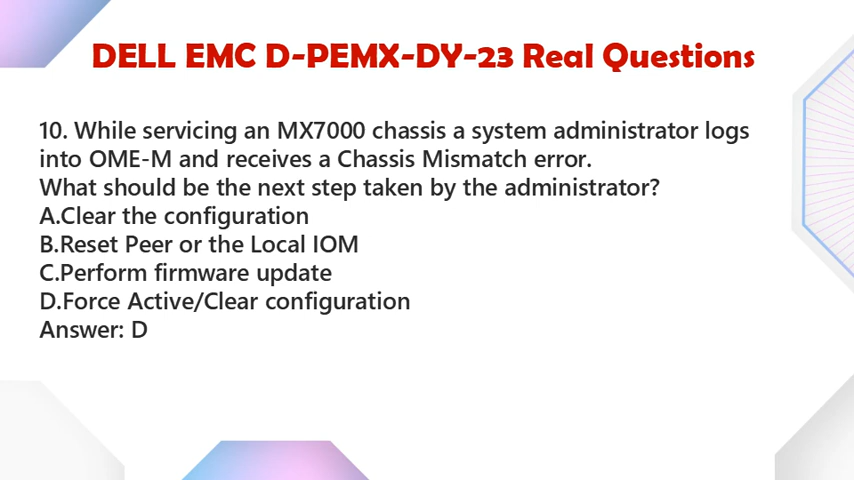 DELL EMC D-PEMX-DY-23 Real Questions
10. While servicing an MX7000 chassis a system administrator logs
into OME-M and receives a Chassis Mismatch error.
What should be the next step taken by the administrator?
A.Clear the configuration
B.Reset Peer or the Local IOM
C.Perform firmware update
D.Force Active/Clear configuration
Answer: D